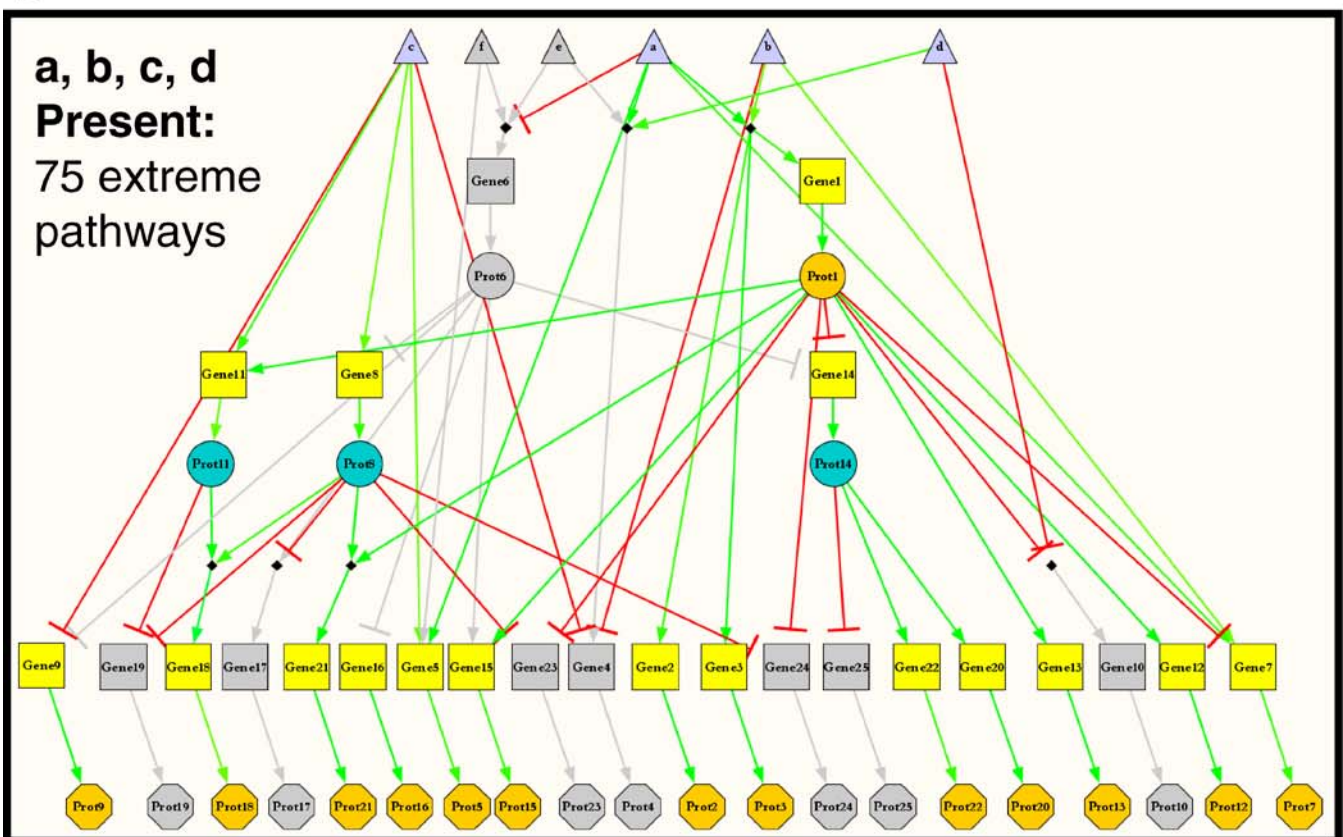 a, b, c, d
Present:
75 extreme
pathways
c f e a b d
Gene6 Gene1
Prot6 Prot1
Gene11 Gene8 Gene14
Prot11 Prot8 Prot14
Gene9 Gene19 Gene18 Gene17 Gene21 Gene16 Gene5 Gene15 Gene23 Gene4 Gene2 Gene3 Gene24 Gene25 Gene22 Gene20 Gene13 Gene10 Gene12 Gene7
Prot9 Prot19 Prot18 Prot17 Prot21 Prot16 Prot5 Prot15 Prot23 Prot4 Prot2 Prot3 Prot24 Prot25 Prot22 Prot20 Prot13 Prot10 Prot12 Prot7